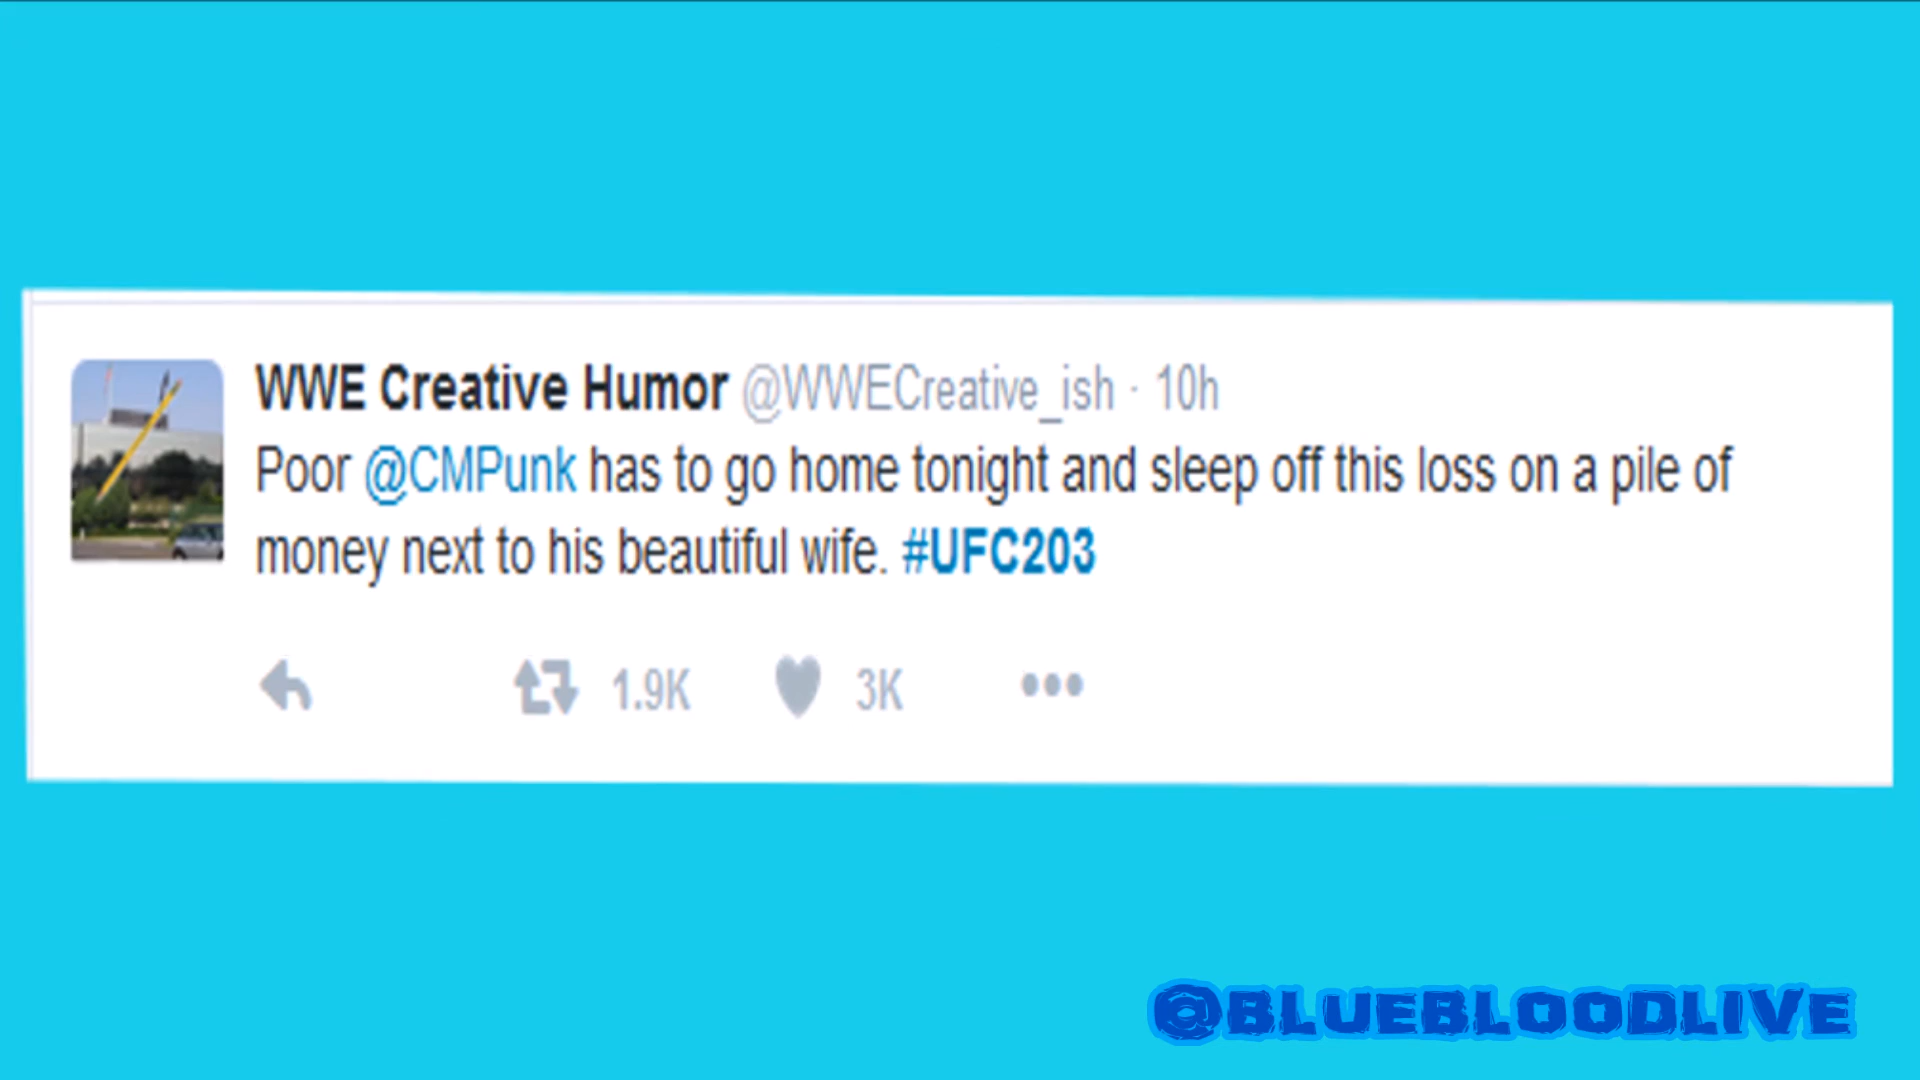 WWE Creative Humor @WWECreative_ish · 10h
Poor @CMPunk has to go home tonight and sleep off this loss on a pile of
money next to his beautiful wife. #UFC203
1.9K 3K
@BLUEBLOODLIVE